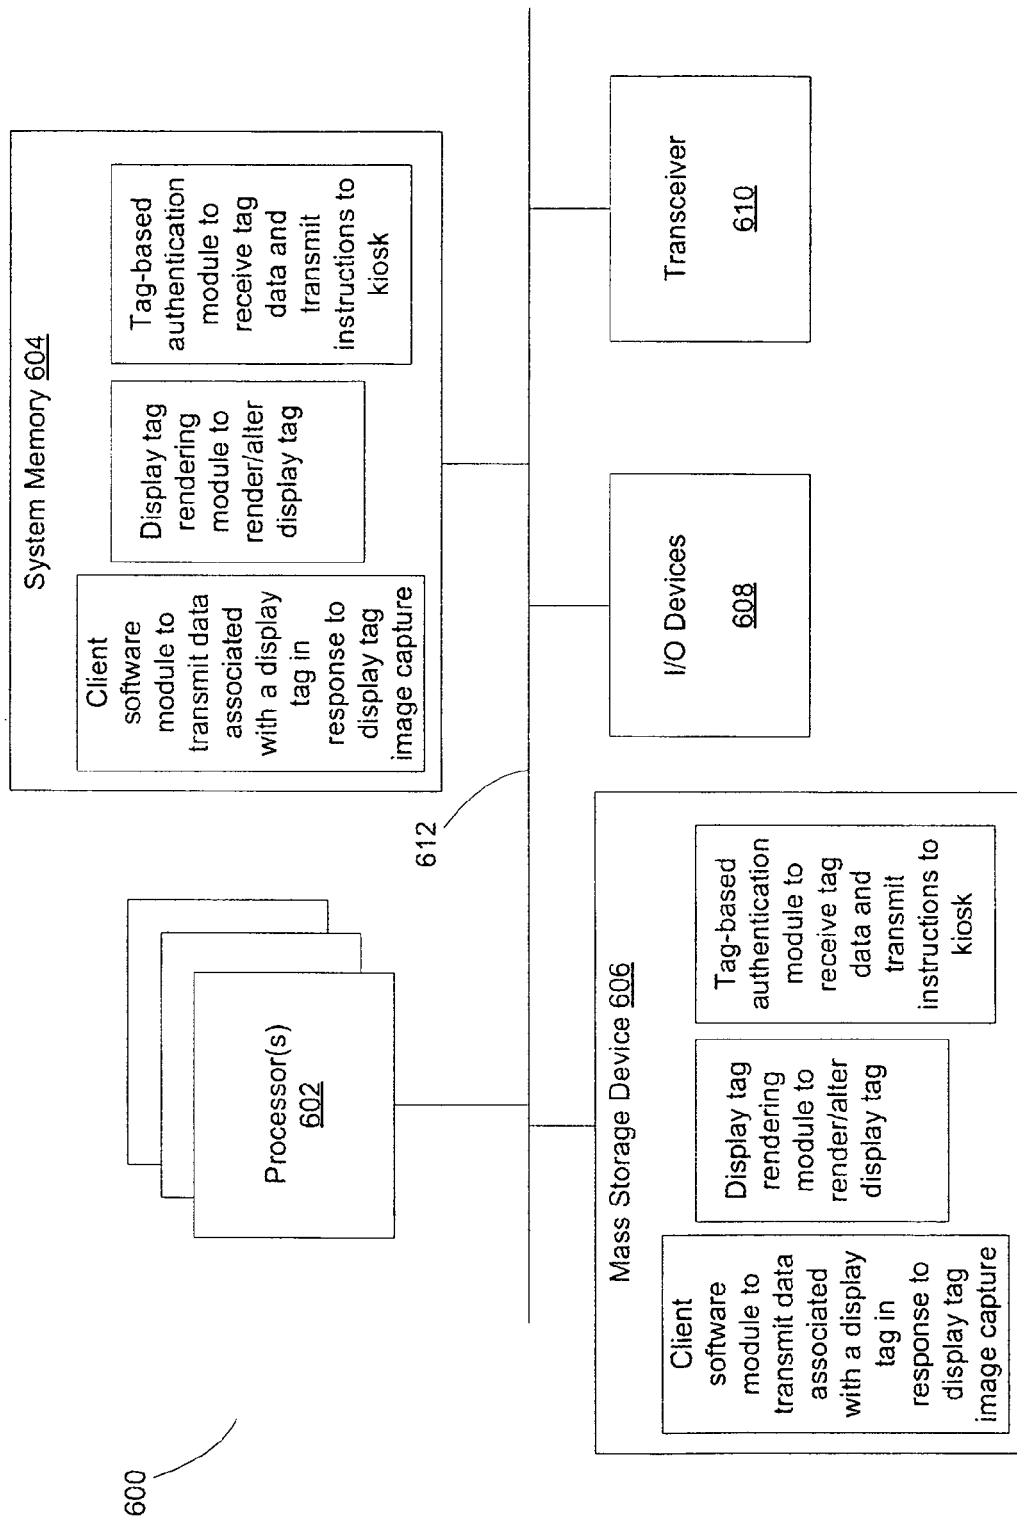 600
Processor(s)
602
System Memory 604
Client
software
module to
transmit data
associated
with a display
tag in
response to
display tag
image capture
Display tag
rendering
module to
render/alter
display tag
Tag-based
authentication
module to
receive tag
data and
transmit
instructions to
kiosk
612
Mass Storage Device 606
Client
software
module to
transmit data
associated
with a display
tag in
response to
display tag
image capture
Display tag
rendering
module to
render/alter
display tag
Tag-based
authentication
module to
receive tag
data and
transmit
instructions to
kiosk
I/O Devices
608
Transceiver
610